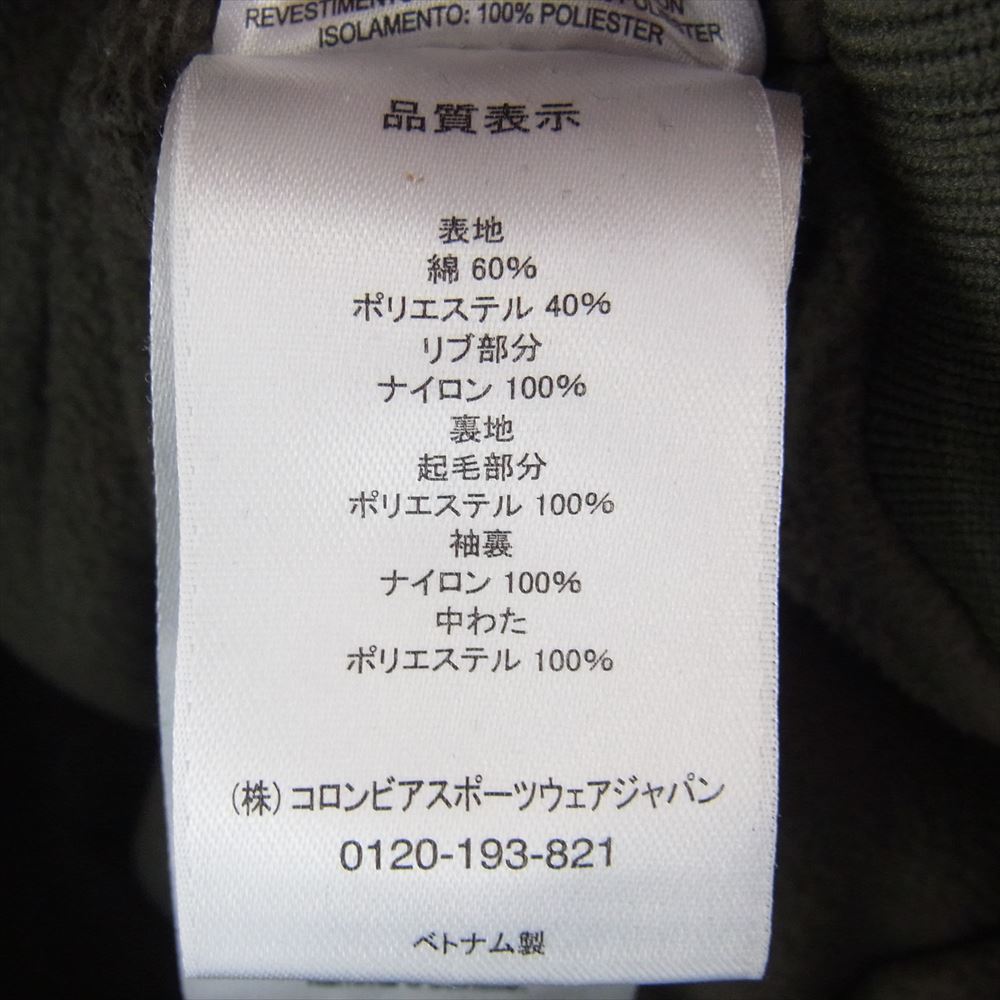 REVESTIMENTO
ISOLAMENTO: 100% POLIESTER
品質表示
表地
綿 60%
ポリエステル 40%
リブ部分
ナイロン 100%
裏地
起毛部分
ポリエステル 100%
袖裏
ナイロン 100%
中わた
ポリエステル 100%
(株) コロンビアスポーツウェアジャパン
0120-193-821
ベトナム製